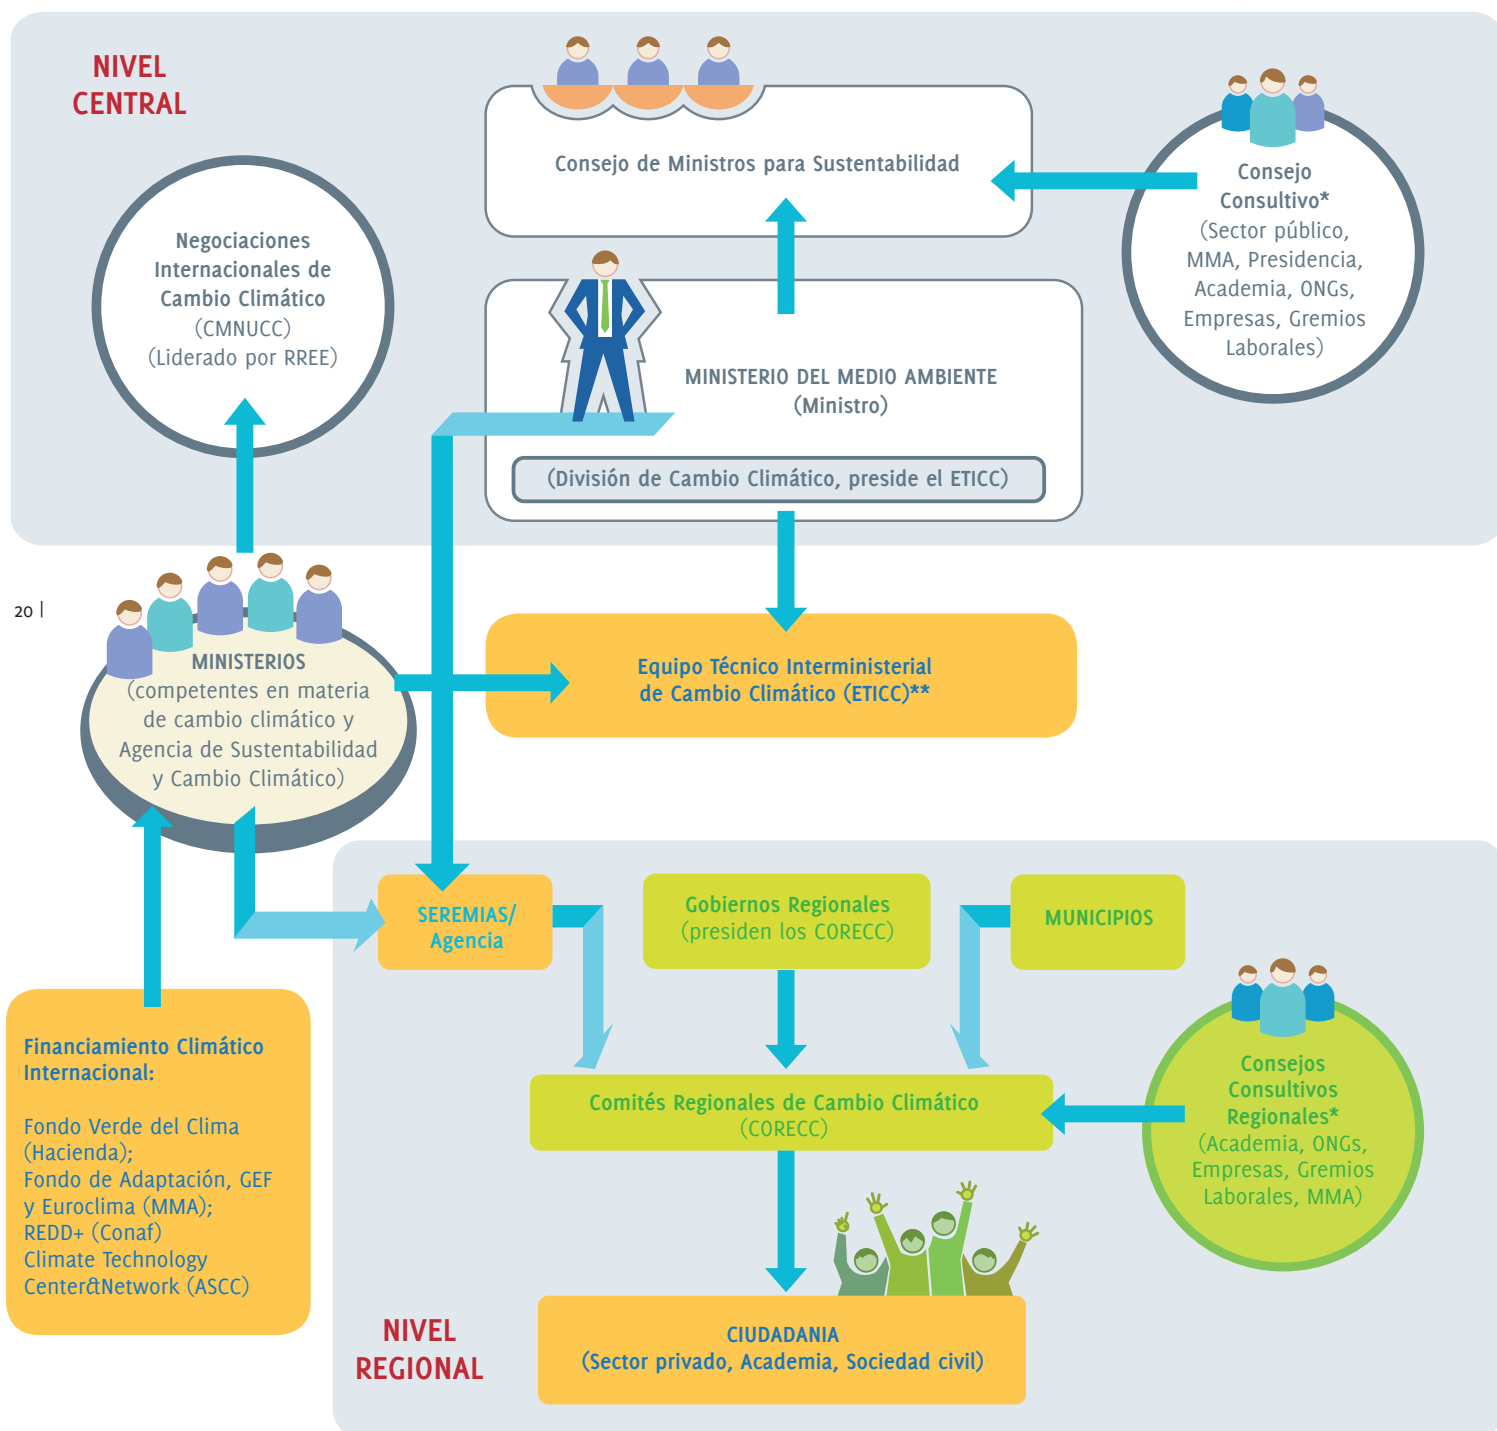 NIVEL
CENTRAL
Consejo de Ministros para Sustentabilidad
Consejo
Consultivo*
(Sector público,
MMA, Presidencia,
Academia, ONGs,
Empresas, Gremios
Laborales)
Negociaciones
Internacionales de
Cambio Climático
(CMNUCC)
(Liderado por RREE)
MINISTERIO DEL MEDIO AMBIENTE
(Ministro)
(División de Cambio Climático, preside el ETICC)
20 |
MINISTERIOS
(competentes en materia
de cambio climático y
Agencia de Sustentabilidad
y Cambio Climático)
Equipo Técnico Interministerial
de Cambio Climático (ETICC)**
SEREMIAS/
Agencia
Gobiernos Regionales
(presiden los CORECC)
MUNICIPIOS
Financiamiento Climático
Internacional:
Fondo Verde del Clima
(Hacienda);
Fondo de Adaptación, GEF
y Euroclima (MMA);
REDD+ (Conaf)
Climate Technology
Center&Network (ASCC)
Comités Regionales de Cambio Climático
(CORECC)
Consejos
Consultivos
Regionales*
(Academia, ONGs,
Empresas, Gremios
Laborales, MMA)
NIVEL
REGIONAL
CIUDADANIA
(Sector privado, Academia, Sociedad civil)